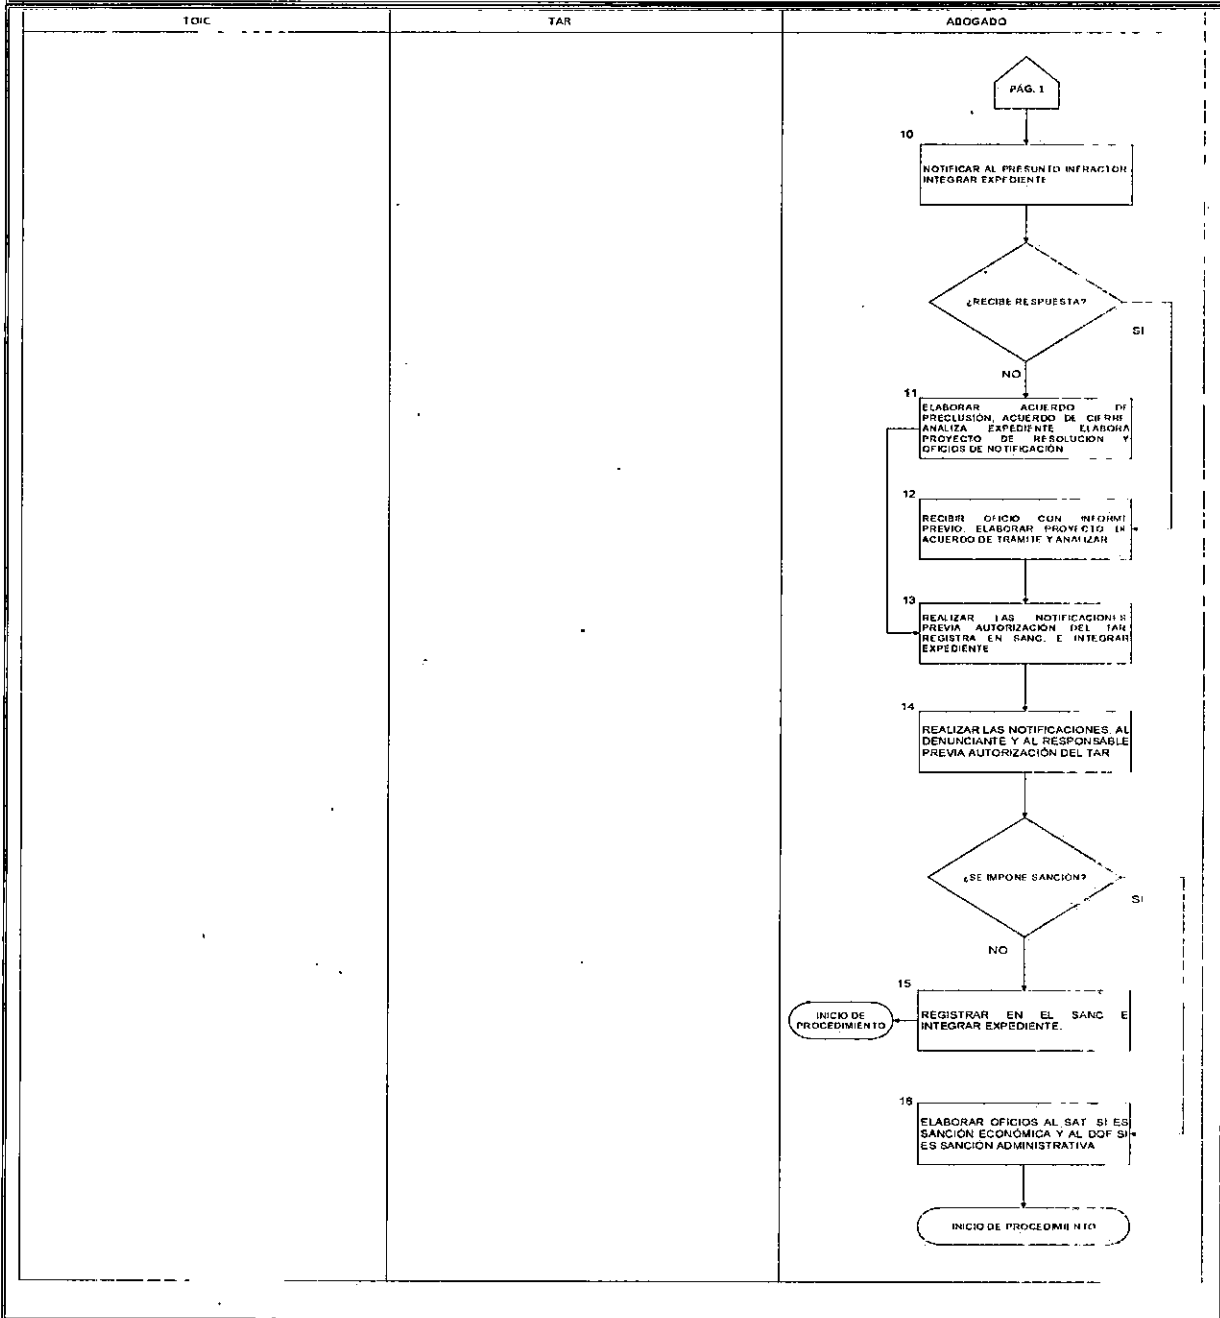 TOIC
TAR
ABOGADO
PÁG. 1
10
NOTIFICAR AL PRESUNTO INFRACTOR
INTEGRAR EXPEDIENTE
¿RECIBE RESPUESTA?
SI
NO
11
ELABORAR ACUERDO DE
PRECLUSIÓN, ACUERDO DE CIERRE
ANALIZA EXPEDIENTE ELABORA
PROYECTO DE RESOLUCIÓN Y
OFICIOS DE NOTIFICACIÓN
12
RECIBIR OFICIO CON INFORME
PREVIO, ELABORAR PROYECTO DE
ACUERDO DE TRÁMITE Y ANALIZAR
13
REALIZAR LAS NOTIFICACIONES
PREVIA AUTORIZACIÓN DEL TAR
REGISTRA EN SANC. E INTEGRAR
EXPEDIENTE
14
REALIZAR LAS NOTIFICACIONES, AL
DENUNCIANTE Y AL RESPONSABLE
PREVIA AUTORIZACIÓN DEL TAR
¿SE IMPONE SANCIÓN?
SI
NO
15
REGISTRAR EN EL SANC E
INTEGRAR EXPEDIENTE.
INICIO DE
PROCEDIMIENTO
16
ELABORAR OFICIOS AL SAT SI ES
SANCIÓN ECONÓMICA Y AL DOF SI
ES SANCIÓN ADMINISTRATIVA
INICIO DE PROCEDIMIENTO